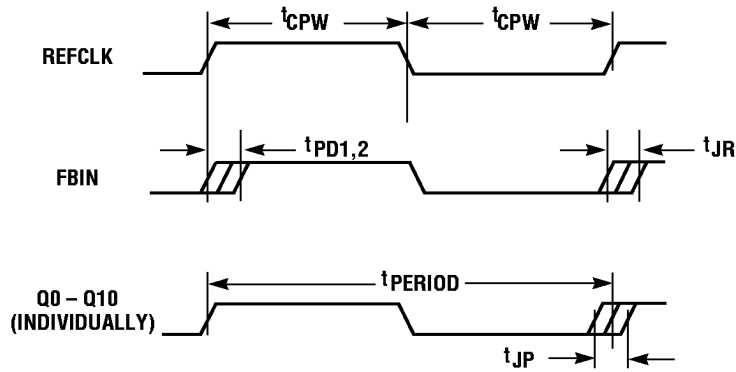 tCPW
tCPW
REFCLK
tPD1,2
tJR
FBIN
tPERIOD
Q0 – Q10
(INDIVIDUALLY)
tJP